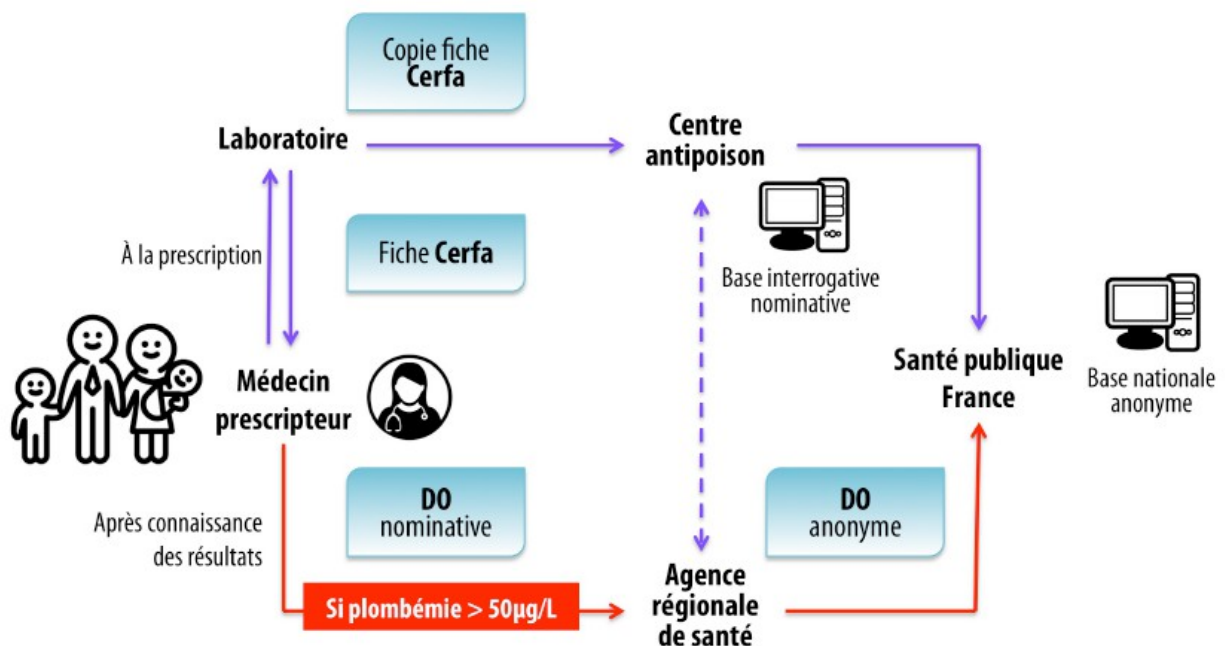 Copie fiche
Cerfa
Laboratoire
Centre
antipoison
À la prescription
Fiche Cerfa
Base interrogative
nominative
Médecin
prescripteur
Santé publique
France
Base nationale
anonyme
Après connaissance
des résultats
DO
nominative
DO
anonyme
Si plombémie > 50µg/L
Agence
régionale
de santé